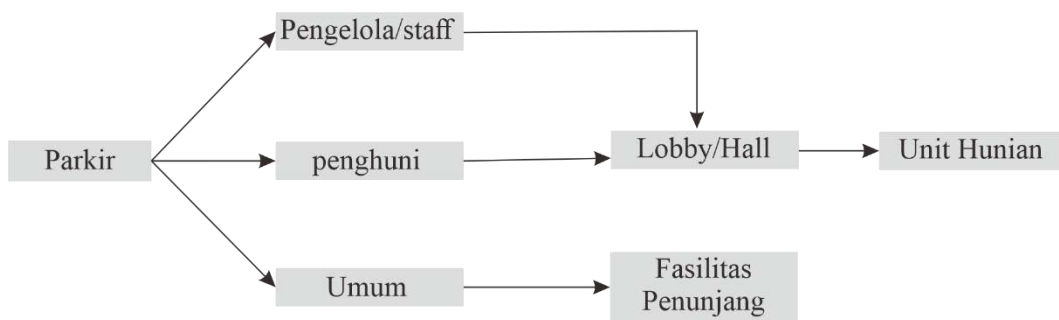 Pengelola/staff
Parkir
penghuni
Lobby/Hall
Unit Hunian
Umum
Fasilitas
Penunjang